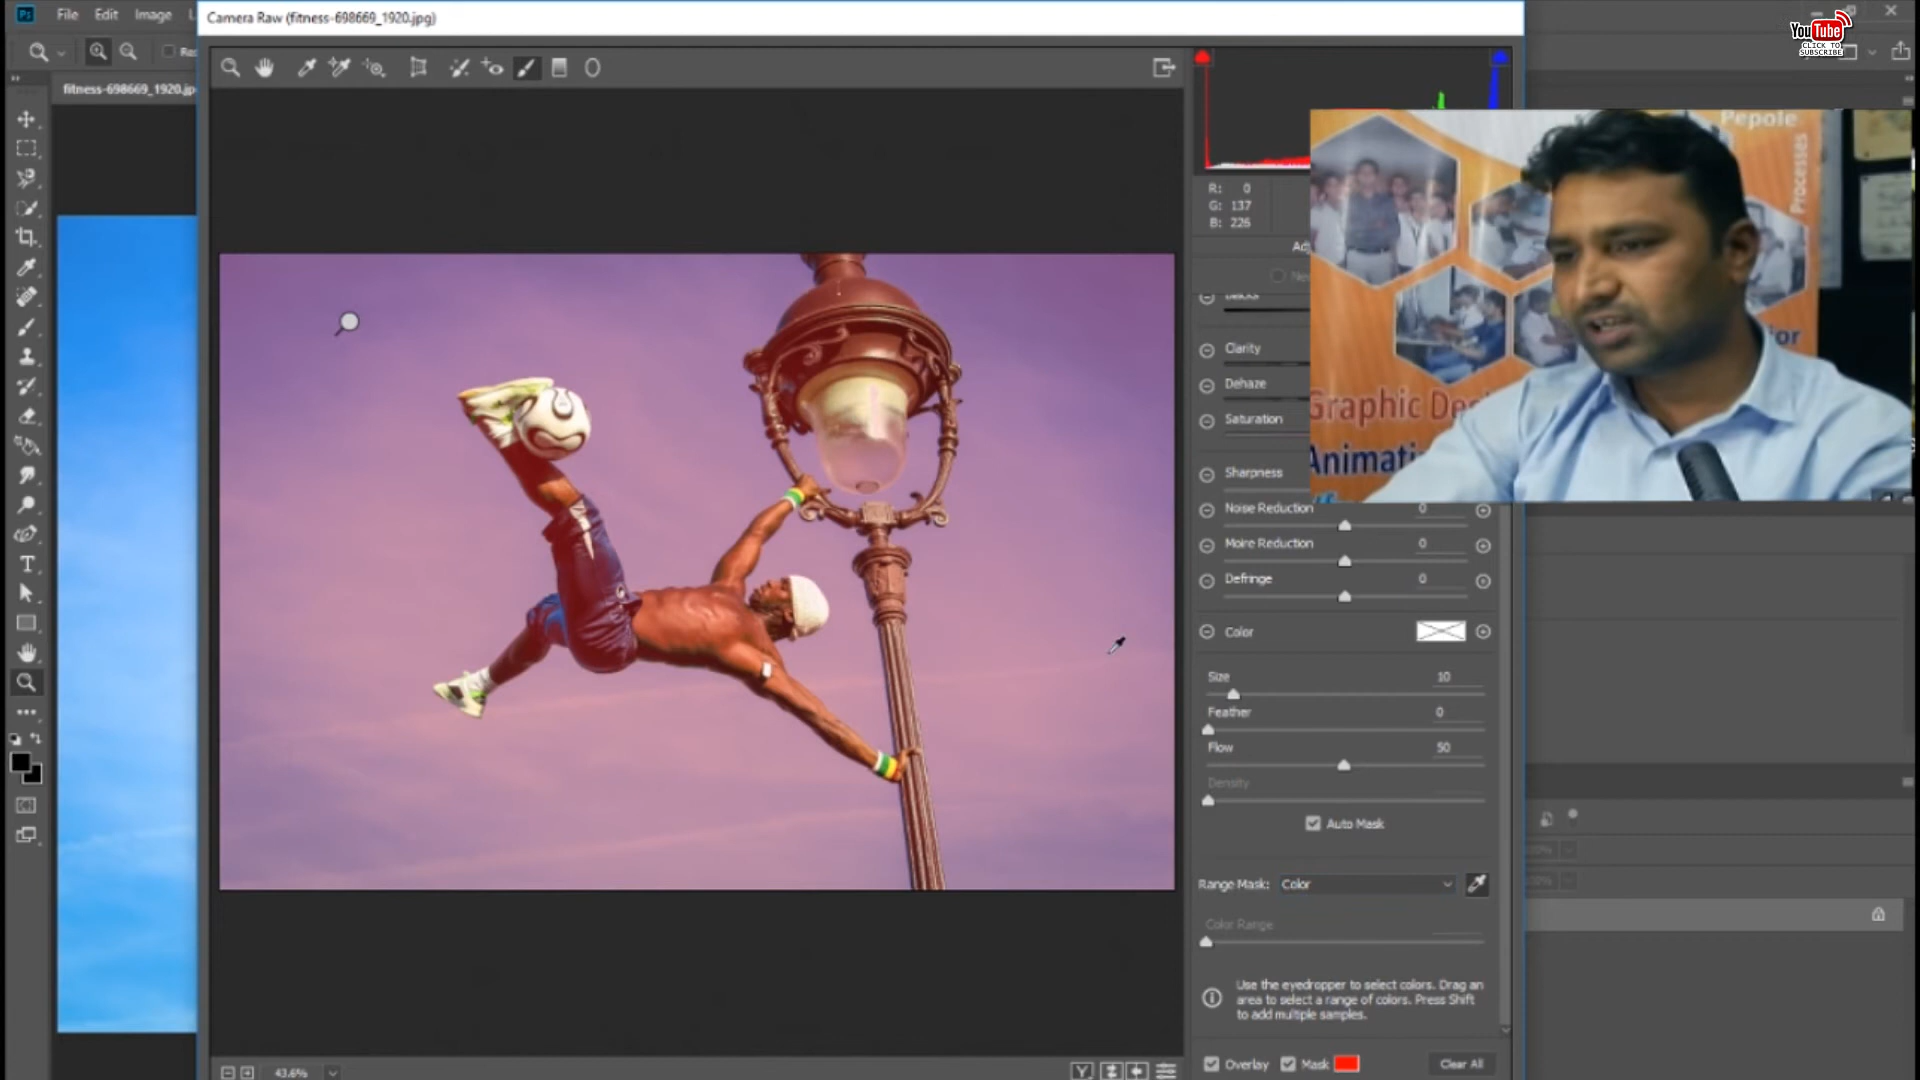 Ps File Edit Image L
Camera Raw (fitness-698669_1920.jpg)
YouTube
CLICK TO
SUBSCRIBE
fitness-698669_1920.jp
R: 0
G: 137
B: 226
Pepole
Processes
Graphic De
Animati
Clarity
Dehaze
Saturation
Sharpness
Noise Reduction 0
Moire Reduction 0
Defringe 0
Color
Size 10
Feather 0
Flow 50
Density
Auto Mask
Range Mask: Color
Color Range
Use the eyedropper to select colors. Drag an
area to select a range of colors. Press Shift
to add multiple samples.
43.6%
Y
Overlay Mask Clear All
T